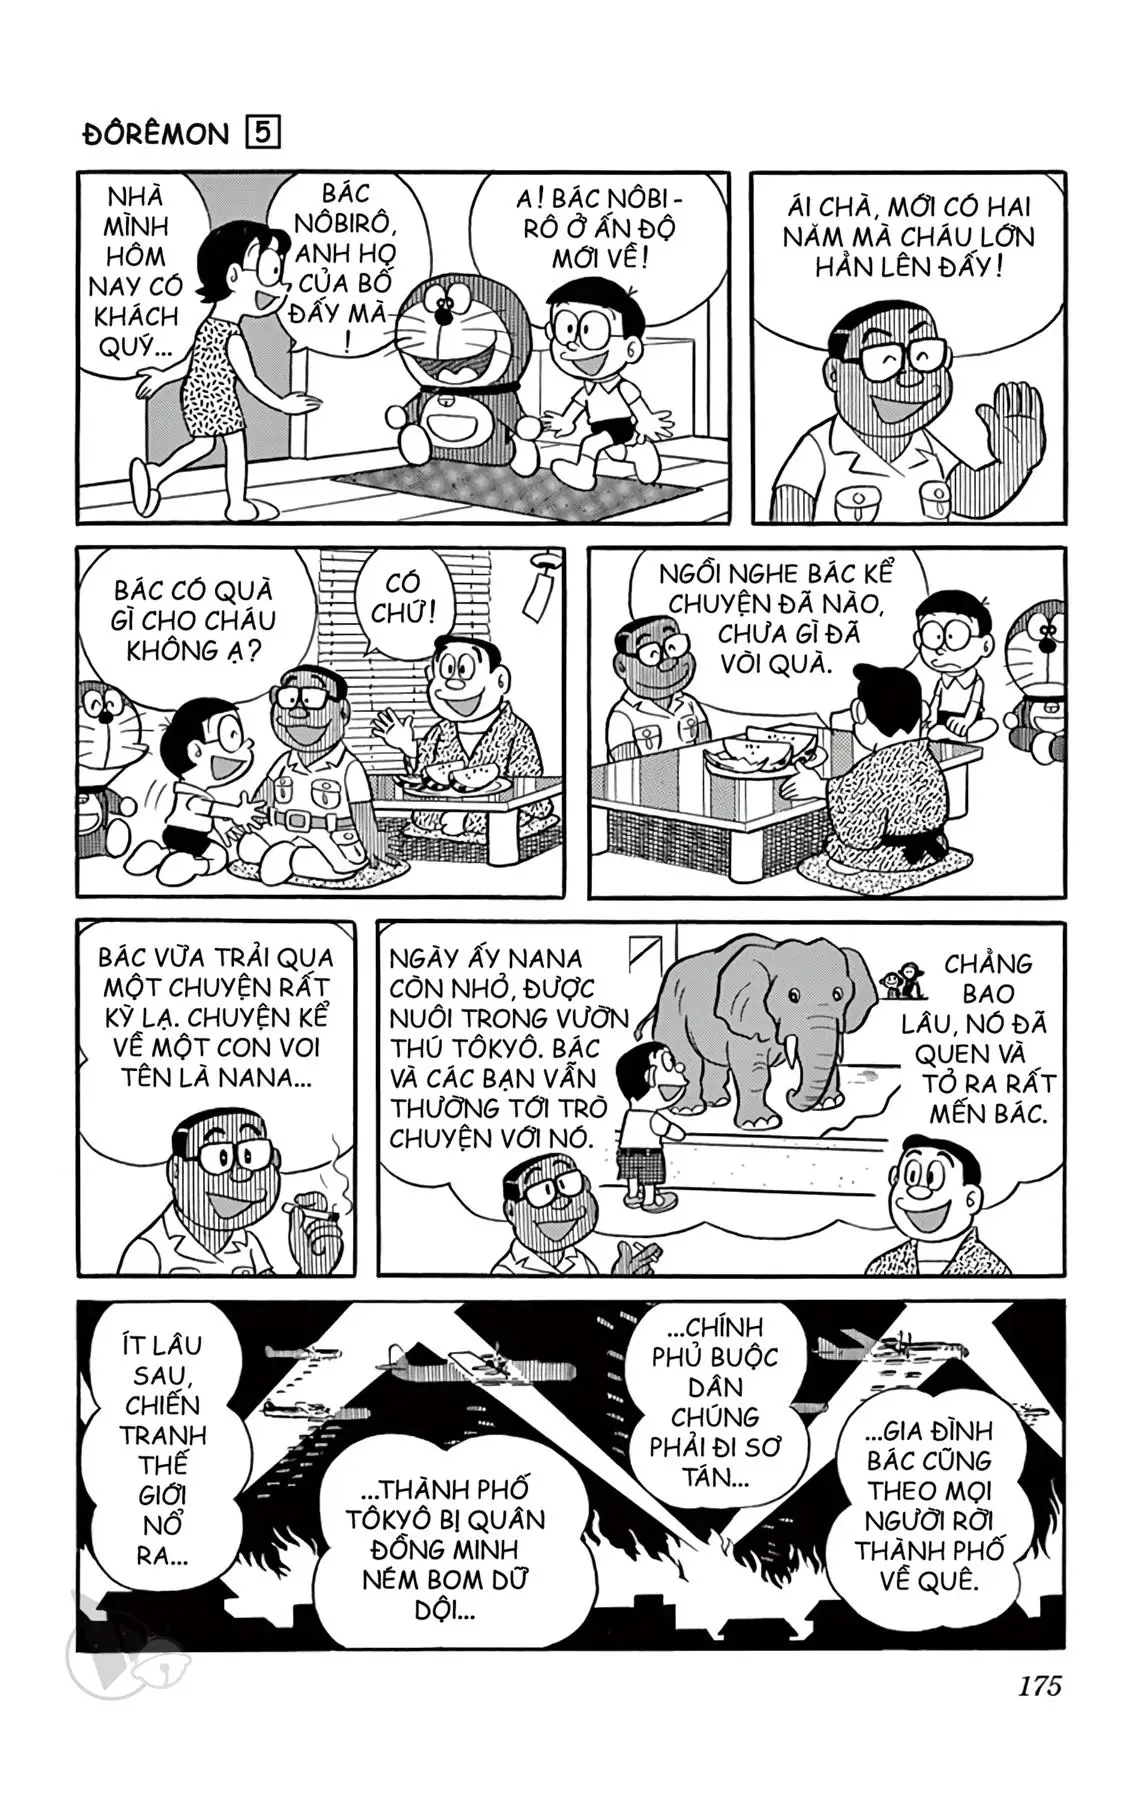 ĐÔRÊMON 5
NHÀ
MÌNH
HÔM
NAY CÓ
KHÁCH
QUÝ...
BÁC
NÔBIRÔ,
ANH HỌ
CỦA BỐ
ĐẤY MÀ
!
A! BÁC NÔBI-
RÔ Ở ẤN ĐỘ
MỚI VỀ!
ÁI CHÀ, MỚI CÓ HAI
NĂM MÀ CHÁU LỚN
HẲN LÊN ĐẤY!
BÁC CÓ QUÀ
GÌ CHO CHÁU
KHÔNG Ạ?
CÓ
CHỨ!
NGỒI NGHE BÁC KỂ
CHUYỆN ĐÃ NÀO,
CHƯA GÌ ĐÃ
VÒI QUÀ.
BÁC VỪA TRẢI QUA
MỘT CHUYỆN RẤT
KỲ LẠ. CHUYỆN KỂ
VỀ MỘT CON VOI
TÊN LÀ NANA...
NGÀY ẤY NANA
CÒN NHỎ, ĐƯỢC
NUÔI TRONG VƯỜN
THÚ TÔKYÔ. BÁC
VÀ CÁC BẠN VẪN
THƯỜNG TỚI TRÒ
CHUYỆN VỚI NÓ.
CHẲNG
BAO
LÂU, NÓ ĐÃ
QUEN VÀ
TỎ RA RẤT
MẾN BÁC.
ÍT LÂU
SAU,
CHIẾN
TRANH
THẾ
GIỚI
NỔ
RA...
...THÀNH PHỐ
TÔKYÔ BỊ QUÂN
ĐỒNG MINH
NÉM BOM DỮ
DỘI...
...CHÍNH
PHỦ BUỘC
DÂN
CHÚNG
PHẢI ĐI SƠ
TÁN...
...GIA ĐÌNH
BÁC CŨNG
THEO MỌI
NGƯỜI RỜI
THÀNH PHỐ
VỀ QUÊ.
175